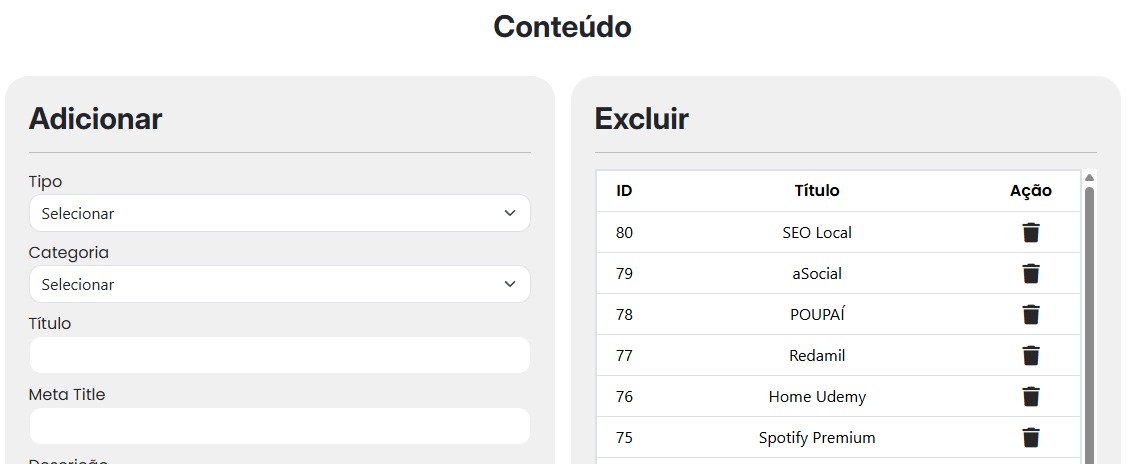 Conteúdo
Adicionar
Tipo
Selecionar
Categoria
Selecionar
Título
Meta Title
Descrição
Excluir
ID Título Ação
80 SEO Local
79 aSocial
78 POUPAÍ
77 Redamil
76 Home Udemy
75 Spotify Premium